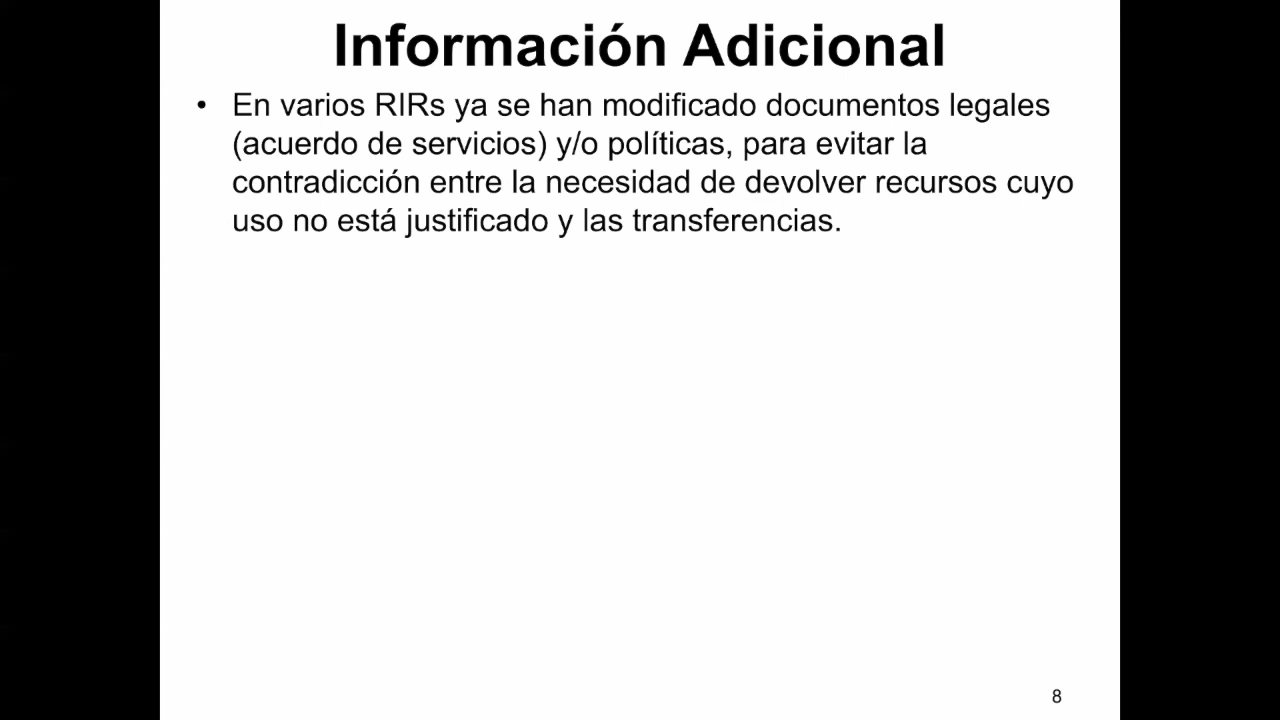 Información Adicional
• En varios RIRs ya se han modificado documentos legales
(acuerdo de servicios) y/o políticas, para evitar la
contradicción entre la necesidad de devolver recursos cuyo
uso no está justificado y las transferencias.
8